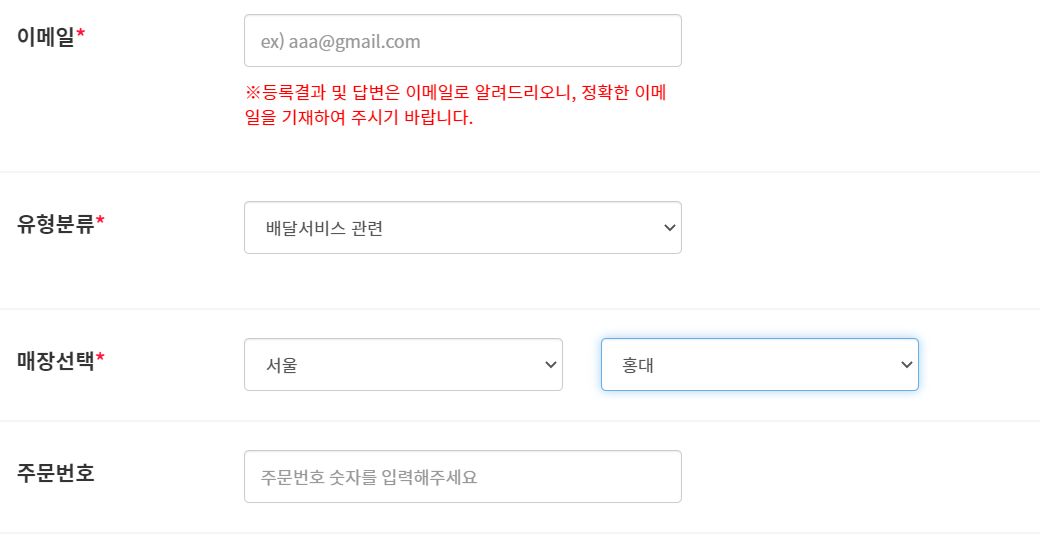 이메일*
ex) aaa@gmail.com
※등록결과 및 답변은 이메일로 알려드리오니, 정확한 이메
일을 기재하여 주시기 바랍니다.
유형분류*
배달서비스 관련
매장선택*
서울
홍대
주문번호
주문번호 숫자를 입력해주세요